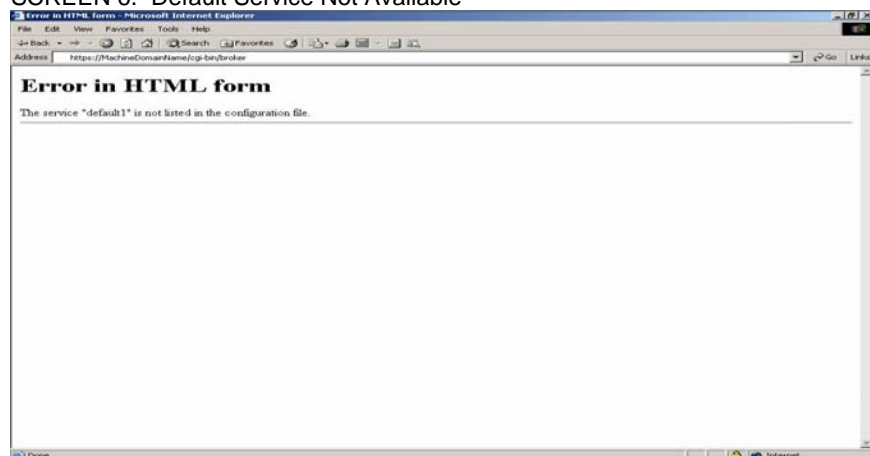 Default Service Not Available
Error in HTML form - Microsoft Internet Explorer
File Edit View Favorites Tools Help
Back Search Favorites
Address https://MachineDomainName/cgi-bin/broker Go Links
Error in HTML form
The service "default1" is not listed in the configuration file.
Done Internet